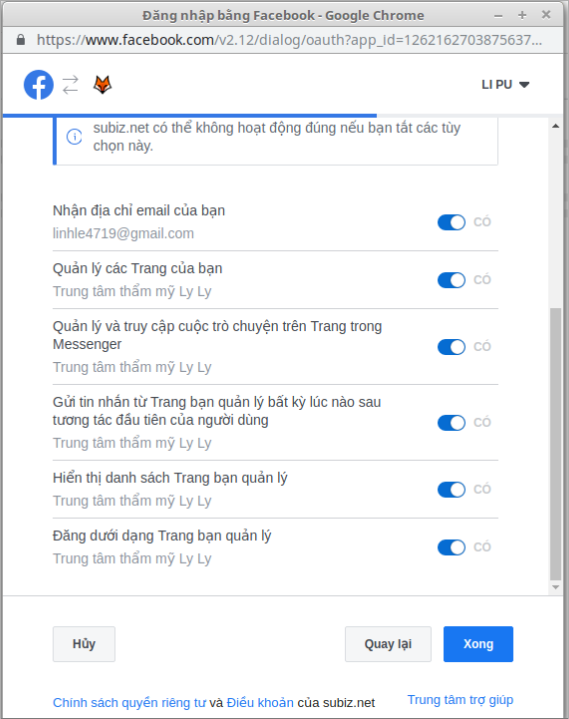 Đăng nhập bằng Facebook - Google Chrome
https://www.facebook.com/v2.12/dialog/oauth?app_id=1262162703875637...
LI PU
subiz.net có thể không hoạt động đúng nếu bạn tắt các tùy
chọn này.
Nhận địa chỉ email của bạn
CÓ
linhle4719@gmail.com
Quản lý các Trang của bạn
CÓ
Trung tâm thẩm mỹ Ly Ly
Quản lý và truy cập cuộc trò chuyện trên Trang trong
Messenger
CÓ
Trung tâm thẩm mỹ Ly Ly
Gửi tin nhắn từ Trang bạn quản lý bất kỳ lúc nào sau
tương tác đầu tiên của người dùng
CÓ
Trung tâm thẩm mỹ Ly Ly
Hiển thị danh sách Trang bạn quản lý
CÓ
Trung tâm thẩm mỹ Ly Ly
Đăng dưới dạng Trang bạn quản lý
CÓ
Trung tâm thẩm mỹ Ly Ly
Hủy
Quay lại
Xong
Chính sách quyền riêng tư và Điều khoản của subiz.net
Trung tâm trợ giúp